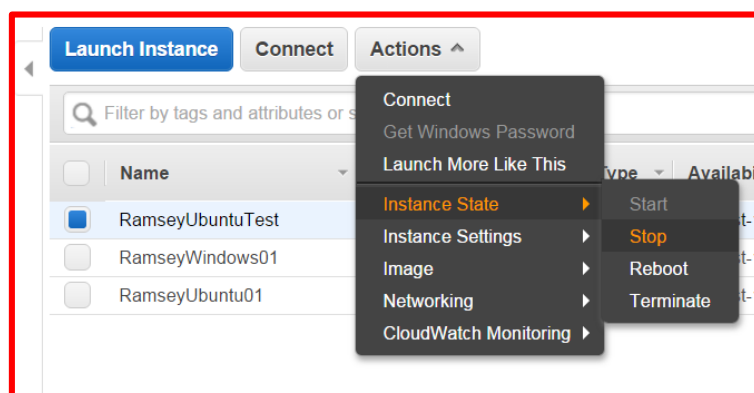 Launch Instance Connect Actions
Filter by tags and attributes or s
Connect
Get Windows Password
Launch More Like This
Name Type Availabi
Instance State Start
RamseyUbuntuTest
Instance Settings Stop
RamseyWindows01
Image Reboot
RamseyUbuntu01
Networking Terminate
CloudWatch Monitoring